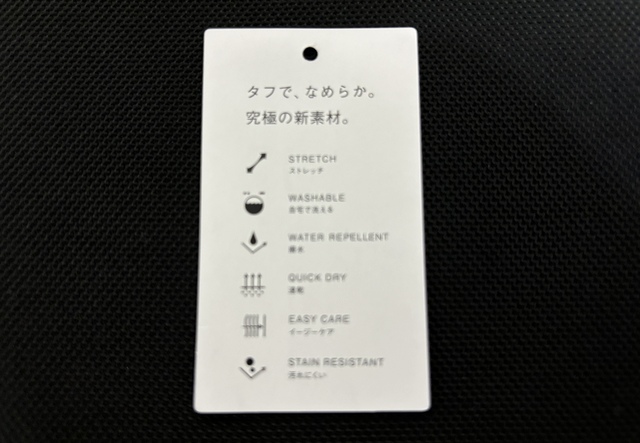 タフで、なめらか。
究極の新素材。
STRETCH
ストレッチ
WASHABLE
自宅で洗える
WATER REPELLENT
撥水
QUICK DRY
速乾
EASY CARE
イージーケア
STAIN RESISTANT
汚れにくい